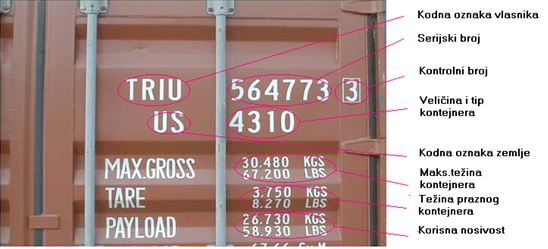 TRIU 564773 3
US 4310
MAX.GROSS 30.480 KGS
67.200 LBS
TARE 3.750 KGS
8.270 LBS
PAYLOAD 26.730 KGS
58.930 LBS
Kodna oznaka vlasnika
Serijski broj
Kontrolni broj
Veličina i tip
kontejnera
Kodna oznaka zemlje
Maks.težina
kontejnera
Težina praznog
kontejnera
Korisna nosivost